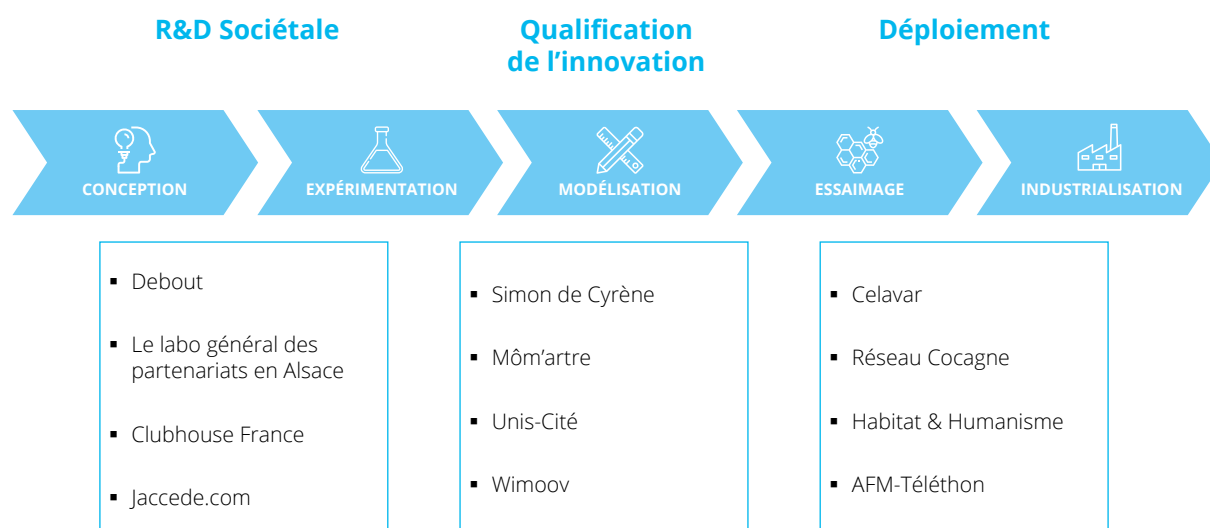 R&D Sociétale
Qualification
de l’innovation
Déploiement
CONCEPTION
EXPÉRIMENTATION
MODÉLISATION
ESSAIMAGE
INDUSTRIALISATION
▪ Debout
▪ Le labo général des
partenariats en Alsace
▪ Clubhouse France
▪ Jaccede.com
▪ Simon de Cyrène
▪ Môm’artre
▪ Unis-Cité
▪ Wimoov
▪ Celavar
▪ Réseau Cocagne
▪ Habitat & Humanisme
▪ AFM-Téléthon